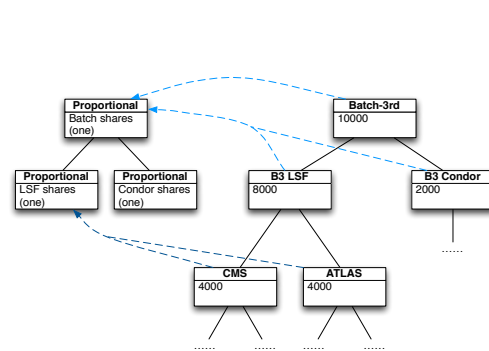 Proportional
Batch shares
(one)
Batch-3rd
10000
Proportional
LSF shares
(one)
Proportional
Condor shares
(one)
B3 LSF
8000
B3 Condor
2000
......
CMS
4000
ATLAS
4000
...... ...... ...... ......